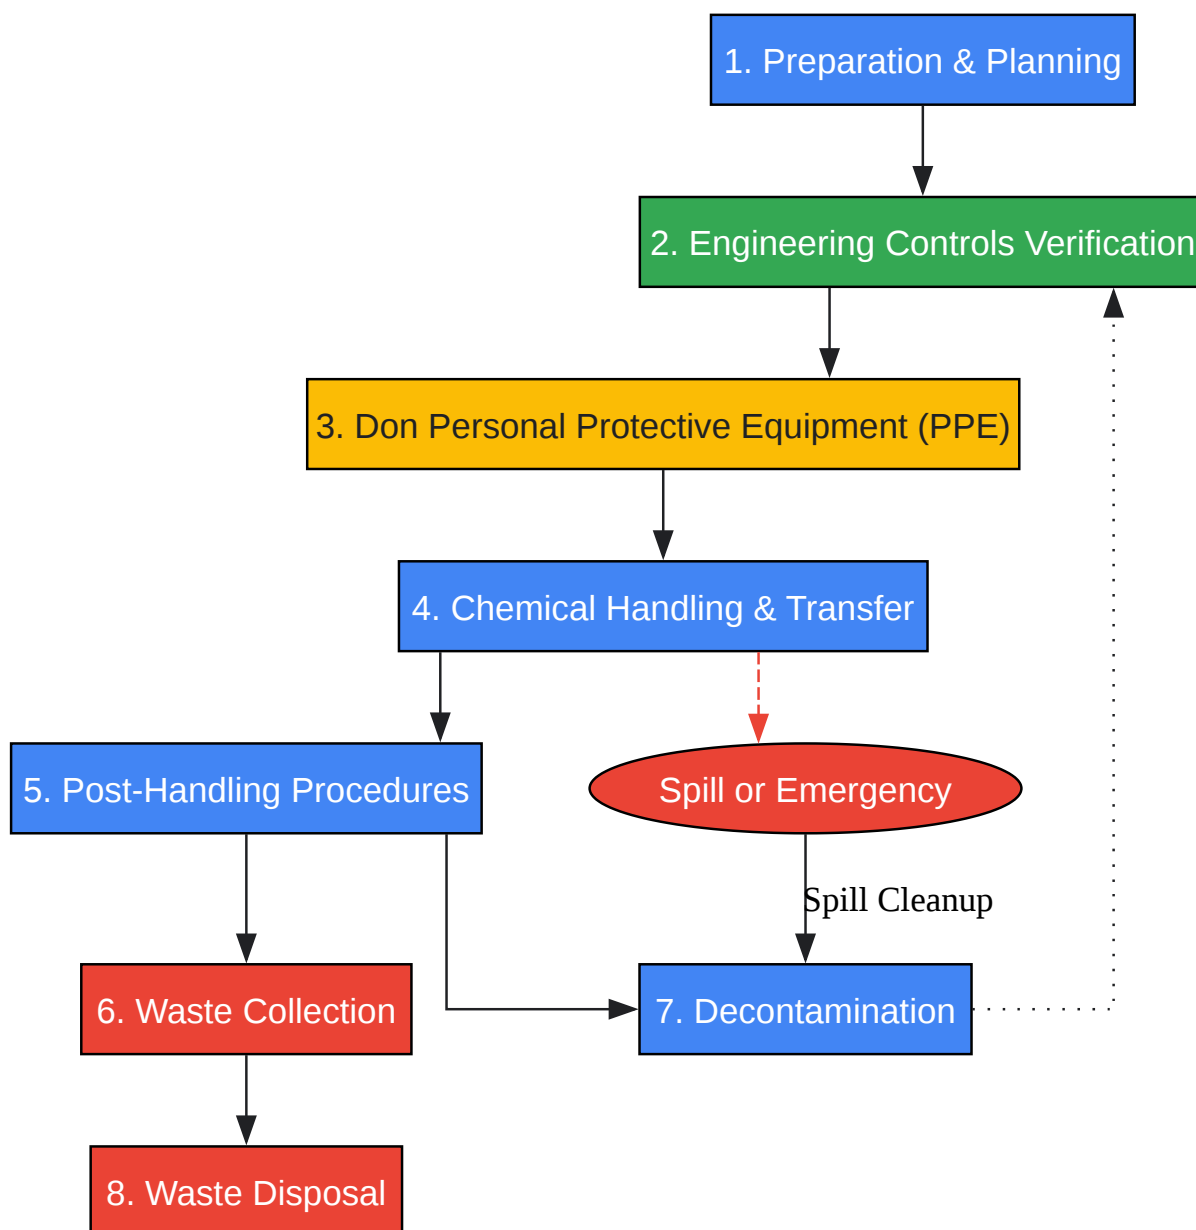 1. Preparation & Planning
2. Engineering Controls Verification
3. Don Personal Protective Equipment (PPE)
4. Chemical Handling & Transfer
5. Post-Handling Procedures
Spill or Emergency
Spill Cleanup
6. Waste Collection
7. Decontamination
8. Waste Disposal